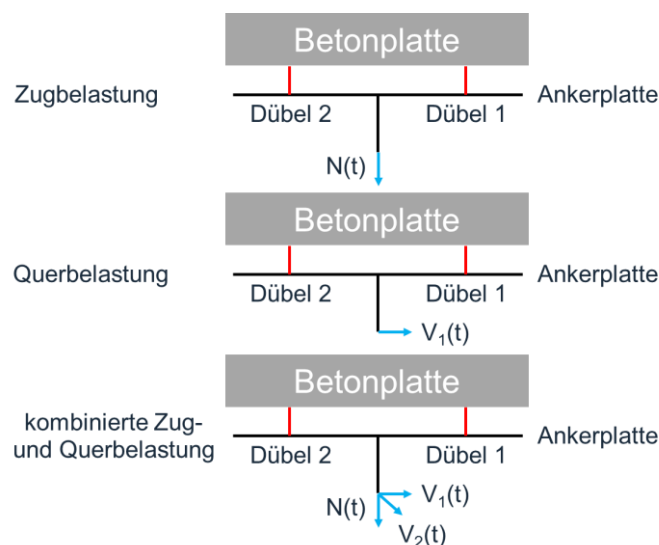 Betonplatte
Zugbelastung
Ankerplatte
Dübel 2
Dübel 1
N(t)
Betonplatte
Querbelastung
Ankerplatte
Dübel 2
Dübel 1
V₁(t)
Betonplatte
kombinierte Zug-
und Querbelastung
Ankerplatte
Dübel 2
Dübel 1
N(t)
V₁(t)
V₂(t)